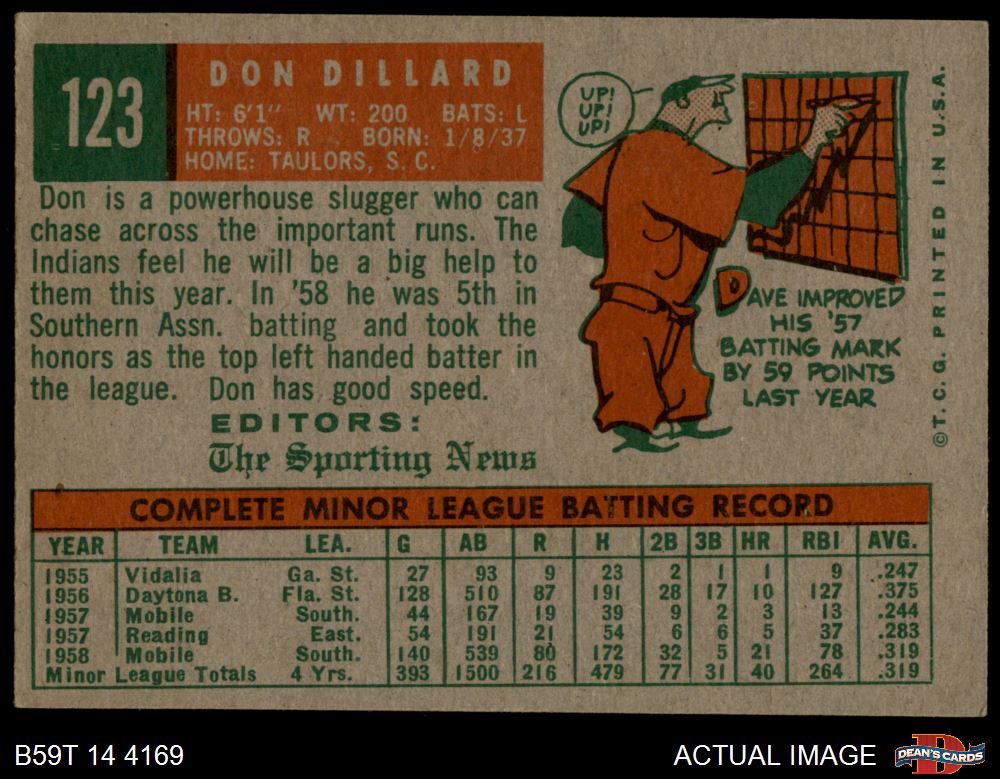 123
DON DILLARD
HT: 6'1" WT: 200 BATS: L
THROWS: R BORN: 1/8/37
HOME: TAULORS, S. C.
Don is a powerhouse slugger who can
chase across the important runs. The
Indians feel he will be a big help to
them this year. In '58 he was 5th in
Southern Assn. batting and took the
honors as the top left handed batter in
the league. Don has good speed.
EDITORS:
The Sporting News
UP!
UP!
UP!
DAVE IMPROVED
HIS '57
BATTING MARK
BY 59 POINTS
LAST YEAR
©T. C. G. PRINTED IN U.S.A.
COMPLETE MINOR LEAGUE BATTING RECORD
YEAR TEAM LEA. G AB R H 2B 3B HR RBI AVG.
1955 Vidalia Ga. St. 27 93 9 23 2 1 1 9 .247
1956 Daytona B. Fla. St. 128 510 87 191 28 17 10 127 .375
1957 Mobile South. 44 167 19 39 9 2 3 13 .244
1957 Reading East. 54 191 21 54 6 6 5 37 .283
1958 Mobile South. 140 539 80 172 32 5 21 78 .319
Minor League Totals 4 Yrs. 393 1500 216 479 77 31 40 264 .319
B59T 14 4169
ACTUAL IMAGE
DEAN'S CARDS